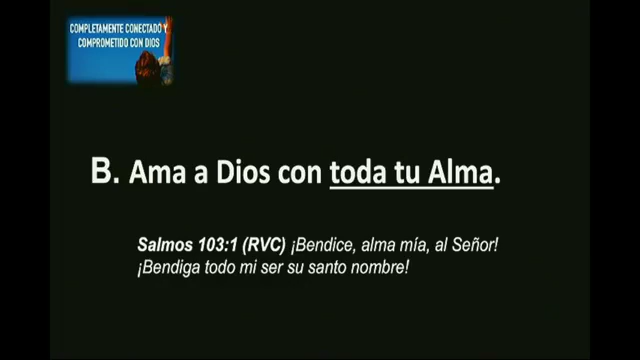 COMPLETAMENTE CONECTADO Y
COMPROMETIDO CON DIOS
B. Ama a Dios con toda tu Alma.
Salmos 103:1 (RVC) ¡Bendice, alma mía, al Señor!
¡Bendiga todo mi ser su santo nombre!